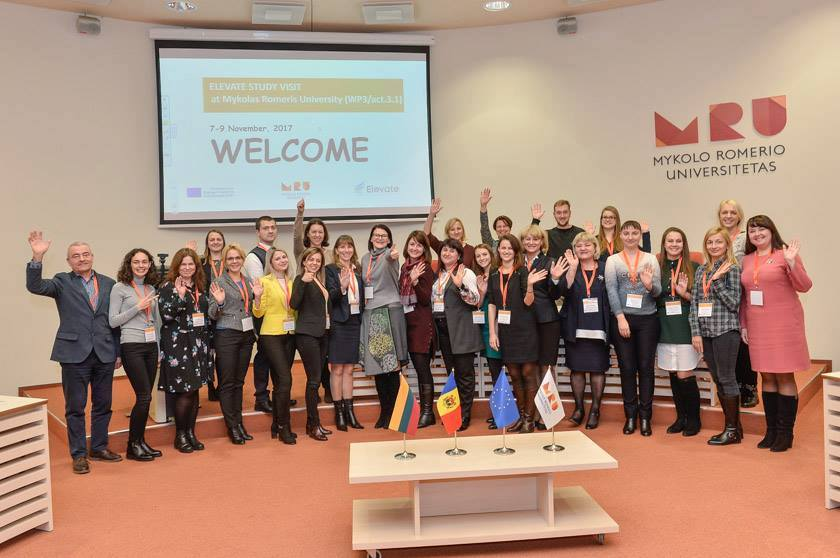 ELEVATE STUDY VISIT
at Mykolas Romeris University (WP3/act.3.1)
7-9 November, 2017
WELCOME
MRU
Elevate
MRU
MYKOLO ROMERIO
UNIVERSITETAS